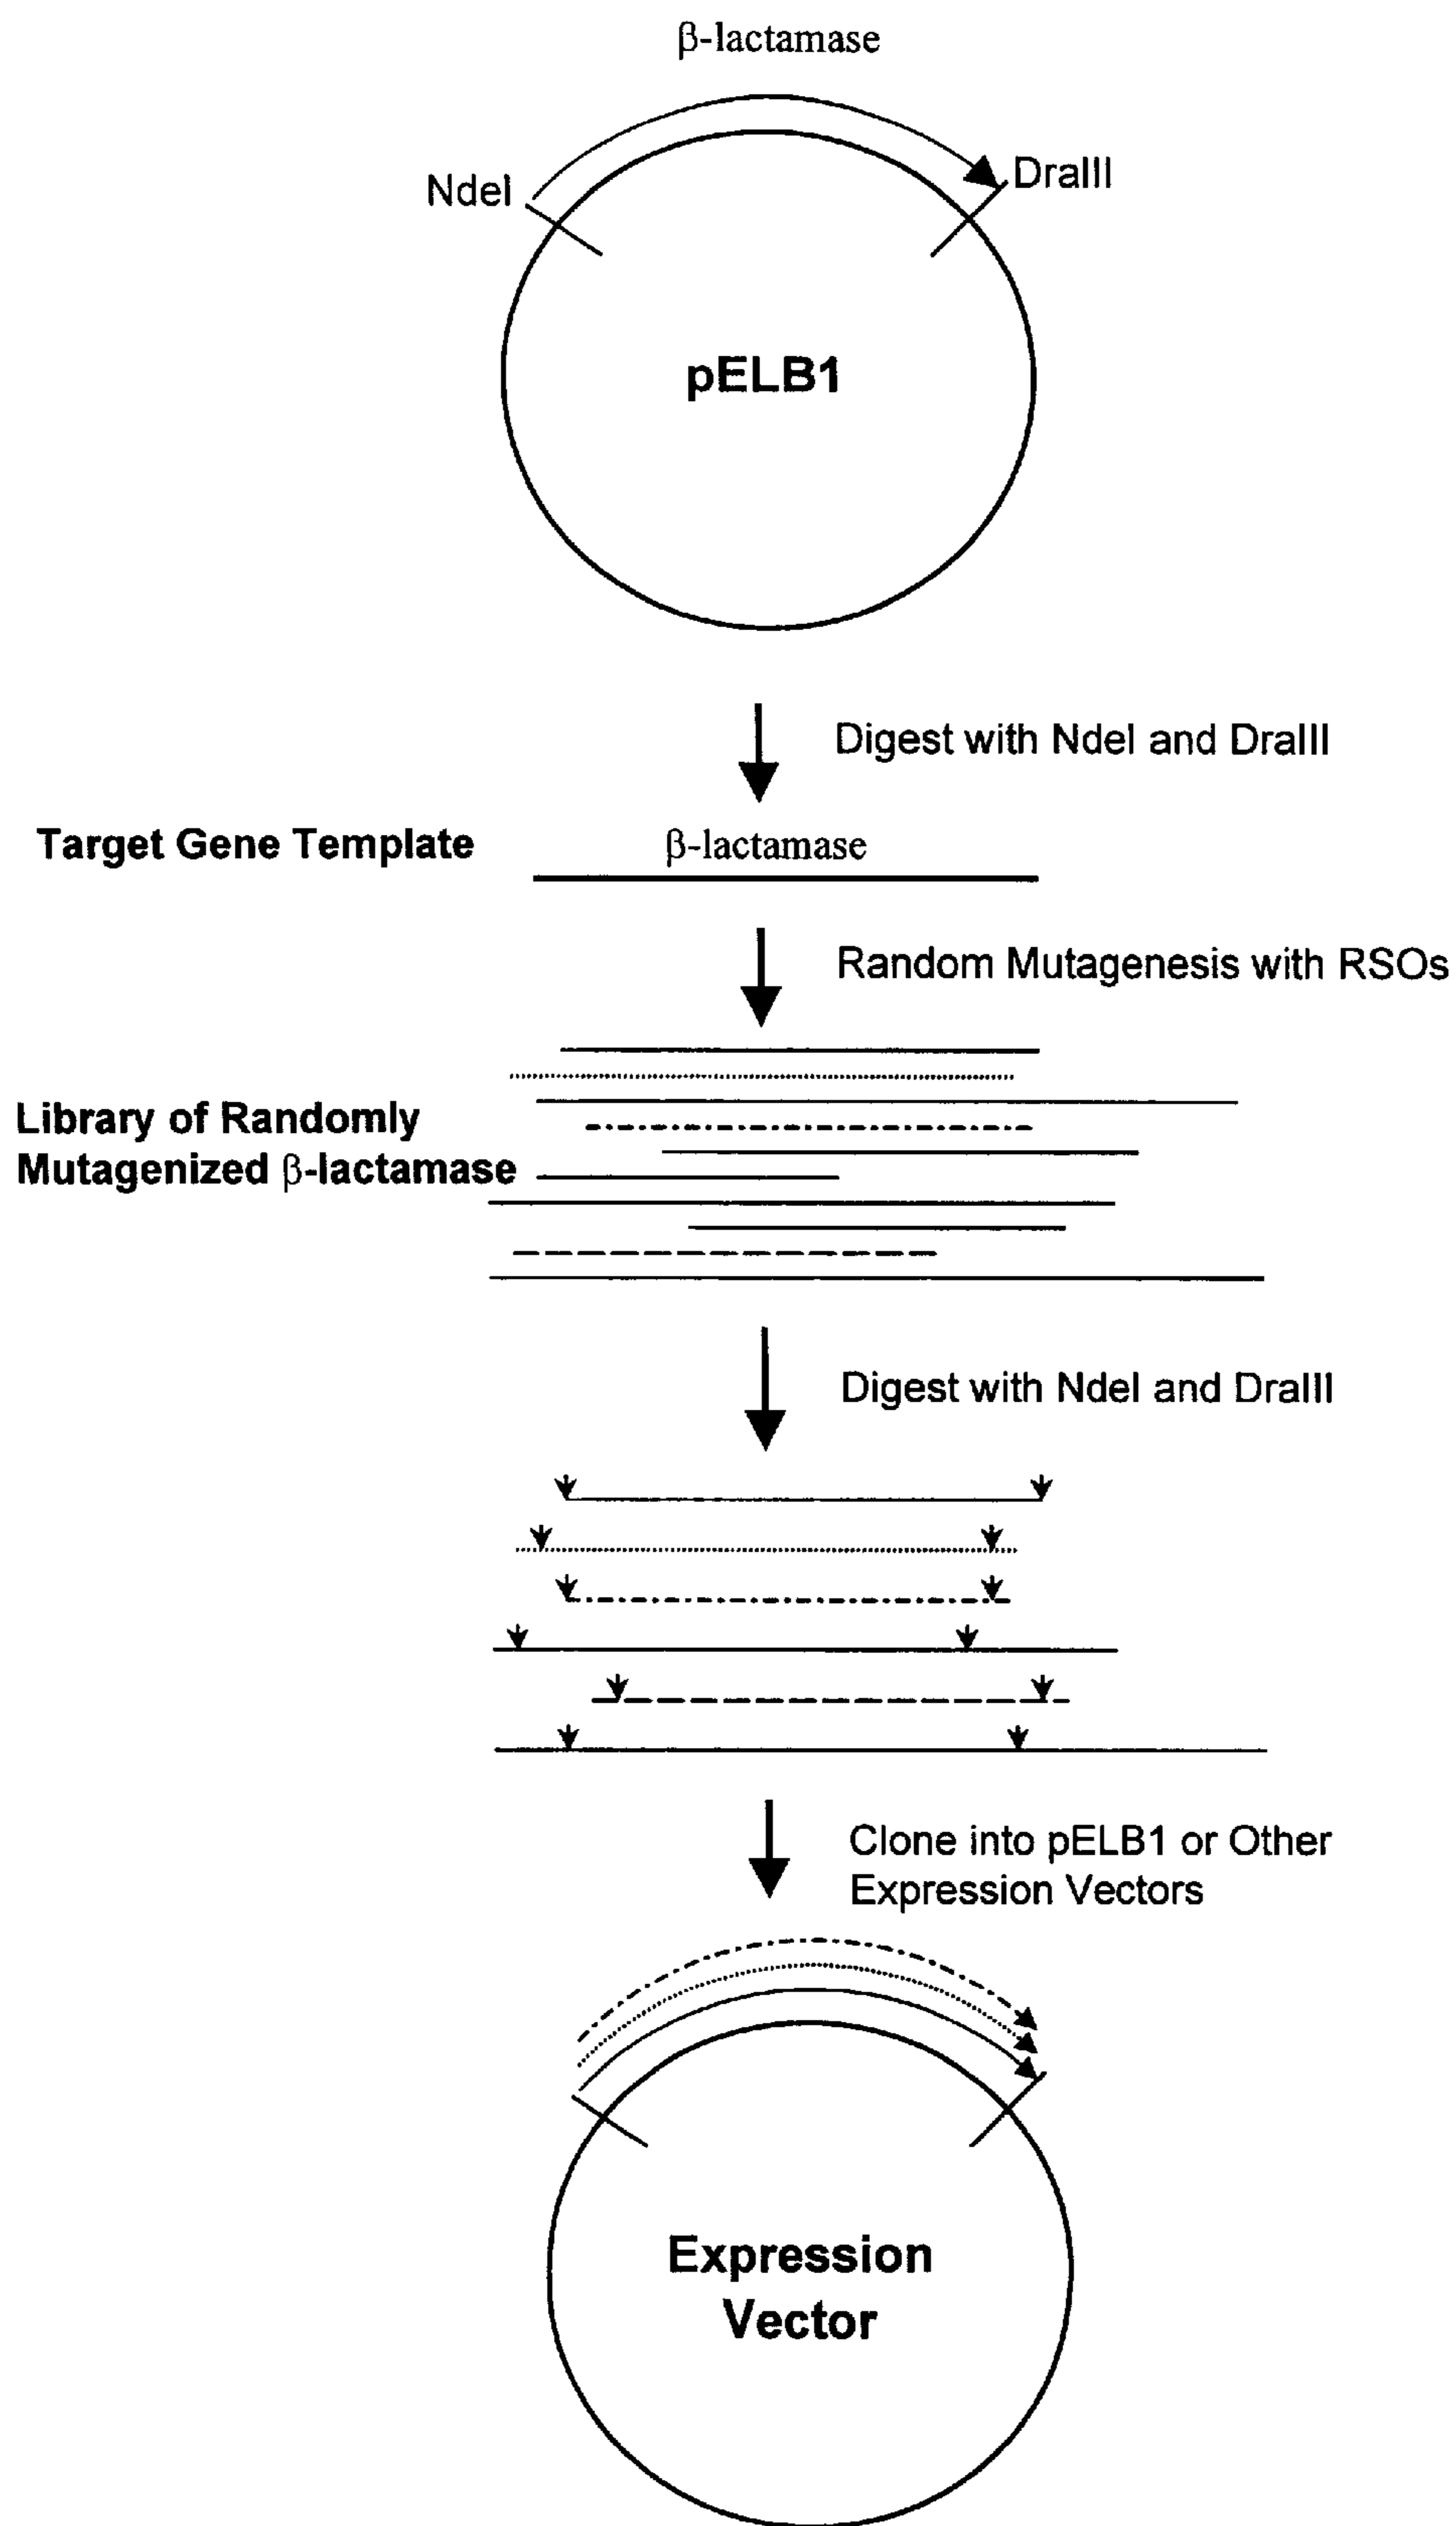 β-lactamase
NdeI
DraIII
pELB1
Digest with NdeI and DraIII
Target Gene Template
β-lactamase
Random Mutagenesis with RSOs
Library of Randomly
Mutagenized β-lactamase
Digest with NdeI and DraIII
Clone into pELB1 or Other
Expression Vectors
Expression
Vector